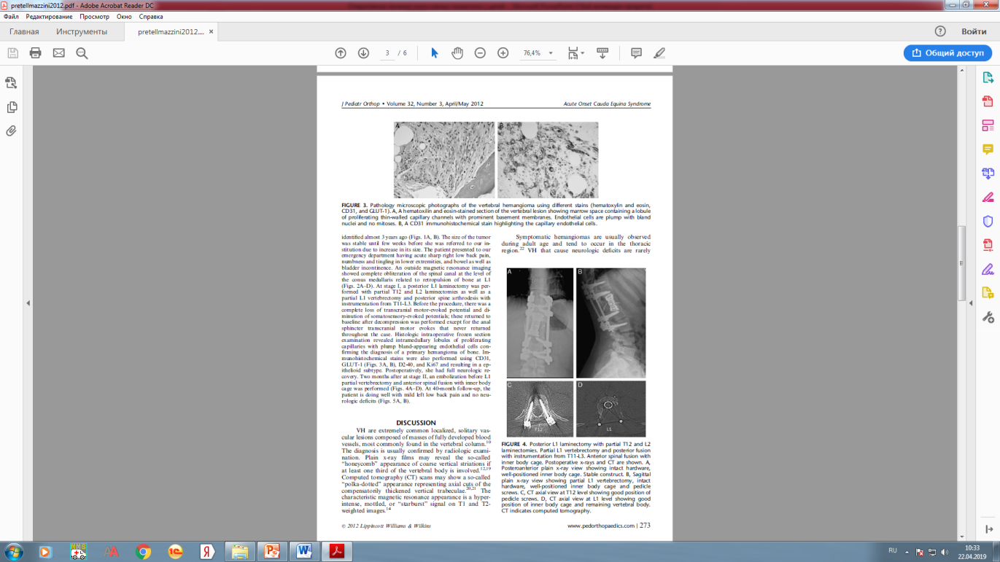 pretellmazzini2012.pdf - Adobe Acrobat Reader DC
Файл Редактирование Просмотр Окно Справка
Главная Инструменты pretellmazzini2012.... × Войти
3 / 6 76,4% Общий доступ
J Pediatr Orthop • Volume 32, Number 3, April/May 2012 Acute Onset Cauda Equina Syndrome
A B
FIGURE 3. Pathology microscopic photographs of the vertebral hemangioma using different stains (hematoxylin and eosin,
CD31, and GLUT-1). A, A hematoxilin and eosin-stained section of the vertebral lesion showing marrow space containing a lobule
of proliferating thin-walled capillary channels with prominent basement membranes. Endothelial cells are plump with bland
nuclei and no mitoses. B, A CD31 immunohistochemical stain highlighting the capillary endothelial cells.
identified almost 3 years ago (Figs. 1A, B). The size of the tumor
was stable until few weeks before she was referred to our in-
stitution due to increase in its size. The patient presented to our
emergency department having acute sharp right low back pain,
numbness and tingling in lower extremities, and bowel as well as
bladder incontinence. An outside magnetic resonance imaging
showed complete obliteration of the spinal canal at the level of
the conus medullaris related to retropulsion of bone at L1
(Figs. 2A–D). At stage I, a posterior L1 laminectomy was per-
formed with partial T12 and L2 laminectomies as well as a
partial L1 vertebrectomy and posterior spine arthrodesis with
instrumentation from T11-L3. Before the procedure, there was a
complete loss of transcranial motor-evoked potential and di-
minution of somatosensory-evoked potentials; these returned to
baseline after decompression was performed except for the anal
sphincter transcranial motor evokes that never returned
throughout the case. Histologic intraoperative frozen section
examination revealed intramedullary lobules of proliferating
capillaries with plump bland-appearing endothelial cells con-
firming the diagnosis of a primary hemangioma of bone. Im-
munohistochemical stains were also performed using CD31,
GLUT-1 (Figs. 3A, B), D2-40, and Ki67 and resulting in a ep-
ithelioid subtype. Postoperatively, she had full neurologic re-
covery. Two months after at stage II, an embolization before L1
partial vertebrectomy and anterior spinal fusion with inner body
cage was performed (Figs. 4A–D). At 40-month follow-up, the
patient is doing well with mild left low back pain and no neu-
rologic deficits (Figs. 5A, B).
DISCUSSION
VH are extremely common localized, solitary vas-
cular lesions composed of masses of fully developed blood
vessels, most commonly found in the vertebral column.10
The diagnosis is usually confirmed by radiologic exami-
nation. Plain x-ray films may reveal the so-called
“honeycomb” appearance of coarse vertical striations if
at least one third of the vertebral body is involved.12,19
Computed tomography (CT) scans may show a so-called
“polka-dotted” appearance representing axial cuts of the
compensatorily thickened vertical trabeculae.20,21 The
characteristic magnetic resonance appearance is a hyper-
intense, mottled, or “starburst” signal on T1 and T2-
weighted images.14
Symptomatic hemangiomas are usually observed
during adult age and tend to occur in the thoracic
region.22 VH that cause neurologic deficits are rarely
A B
C D
T12 L1
FIGURE 4. Posterior L1 laminectomy with partial T12 and L2
laminectomies. Partial L1 vertebrectomy and posterior fusion
with instrumentation from T11-L3. Anterior spinal fusion with
inner body cage. Postoperative x-rays and CT are shown. A,
Posteroanterior plain x-ray view showing intact hardware,
well-positioned inner body cage. Stable construct. B, Sagittal
plain x-ray view showing partial L1 vertebrectomy, intact
hardware, well-positioned inner body cage and pedicle
screws. C, CT axial view at T12 level showing good position of
pedicle screws. D, CT axial view at L1 level showing good
position of inner body cage and remaining vertebral body.
CT indicates computed tomography.
© 2012 Lippincott Williams & Wilkins www.pedorthopaedics.com | 273
RU 10:33
22.04.2019